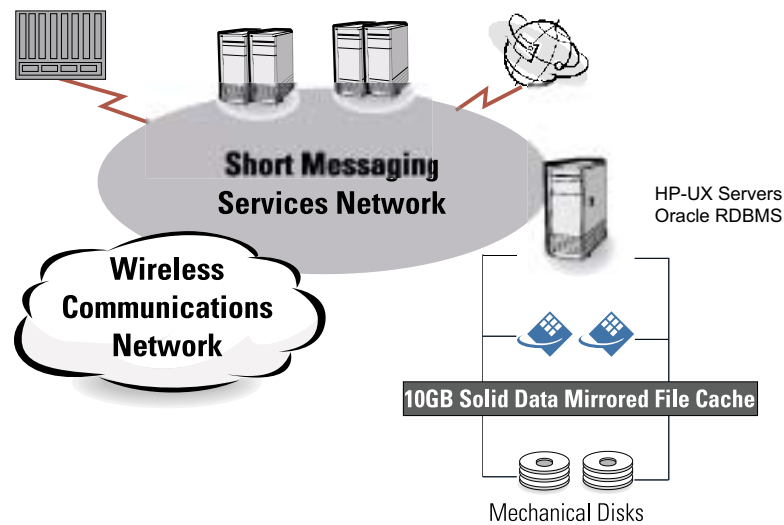 Short Messaging
Services Network
HP-UX Servers
Oracle RDBMS
Wireless
Communications
Network
10GB Solid Data Mirrored File Cache
Mechanical Disks